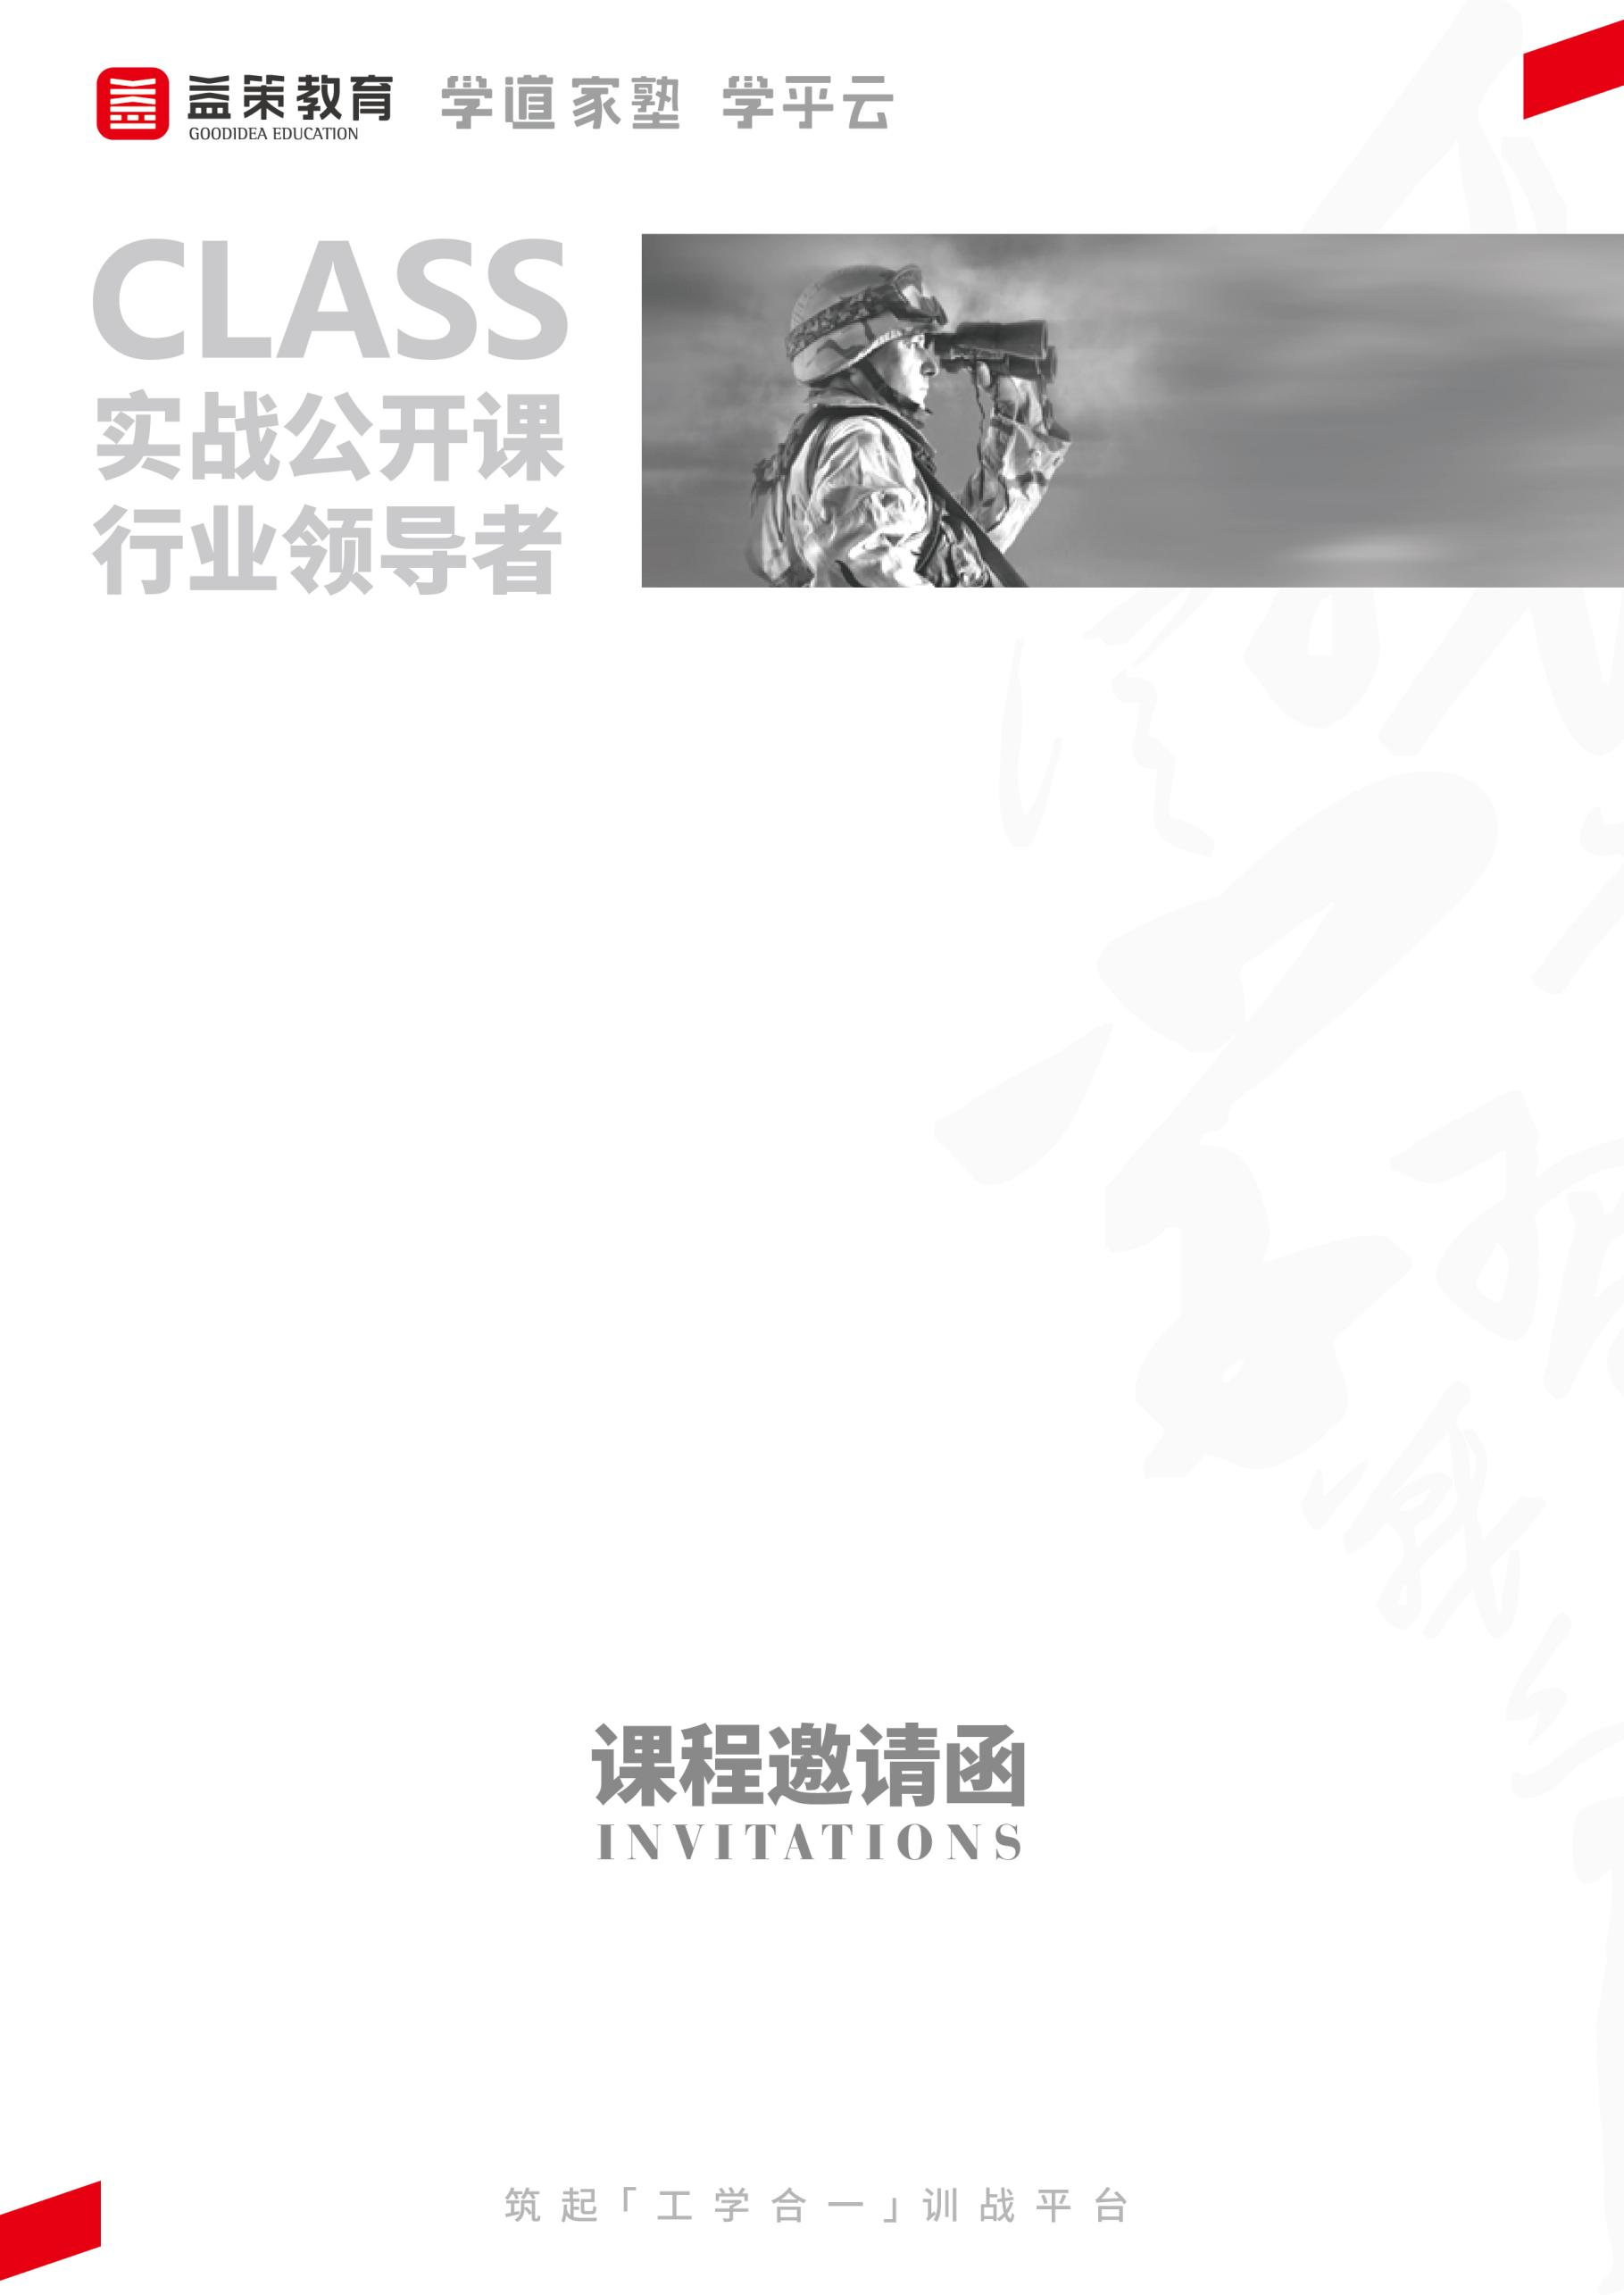 益策教育 学道家塾 学平云
GOODIDEA EDUCATION
CLASS
实战公开课
行业领导者
课程邀请函
INVITATIONS
筑起「工学合一」训战平台